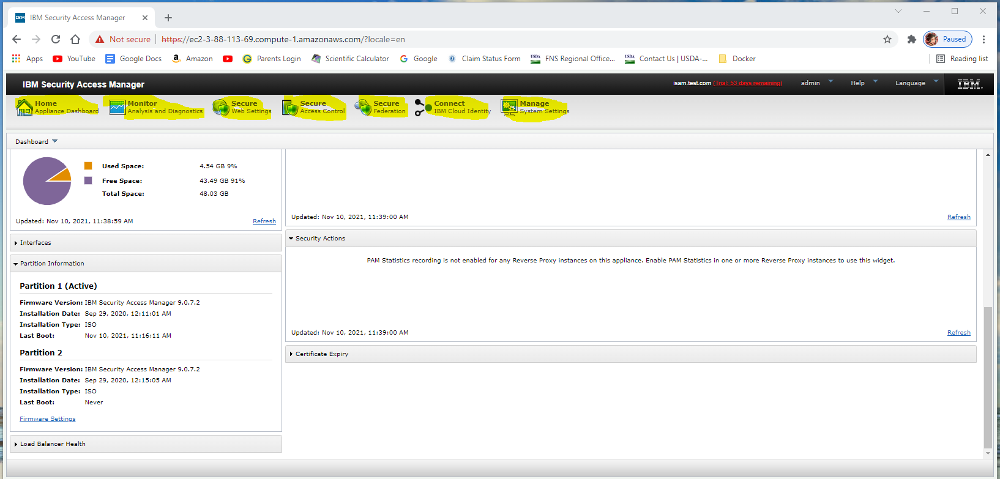 IBM IBM Security Access Manager
Not secure https://ec2-3-88-113-69.compute-1.amazonaws.com/?locale=en Paused
Apps YouTube Google Docs Amazon Parents Login Scientific Calculator Google Claim Status Form USDA FNS Regional Office... USDA Contact Us | USDA-... Docker Reading list
IBM Security Access Manager isam.test.com (Trial: 53 days remaining) admin Help Language IBM.
Home Monitor Secure Secure Secure Connect Manage
Appliance Dashboard Analysis and Diagnostics Web Settings Access Control Federation IBM Cloud Identity System Settings
Dashboard
Used Space: 4.54 GB 9%
Free Space: 43.49 GB 91%
Total Space: 48.03 GB
Updated: Nov 10, 2021, 11:38:59 AM Refresh
Interfaces
Partition Information
Partition 1 (Active)
Firmware Version: IBM Security Access Manager 9.0.7.2
Installation Date: Sep 29, 2020, 12:11:01 AM
Installation Type: ISO
Last Boot: Nov 10, 2021, 11:16:11 AM
Partition 2
Firmware Version: IBM Security Access Manager 9.0.7.2
Installation Date: Sep 29, 2020, 12:15:05 AM
Installation Type: ISO
Last Boot: Never
Firmware Settings
Load Balancer Health
Updated: Nov 10, 2021, 11:39:00 AM Refresh
Security Actions
PAM Statistics recording is not enabled for any Reverse Proxy instances on this appliance. Enable PAM Statistics in one or more Reverse Proxy instances to use this widget.
Updated: Nov 10, 2021, 11:39:00 AM Refresh
Certificate Expiry